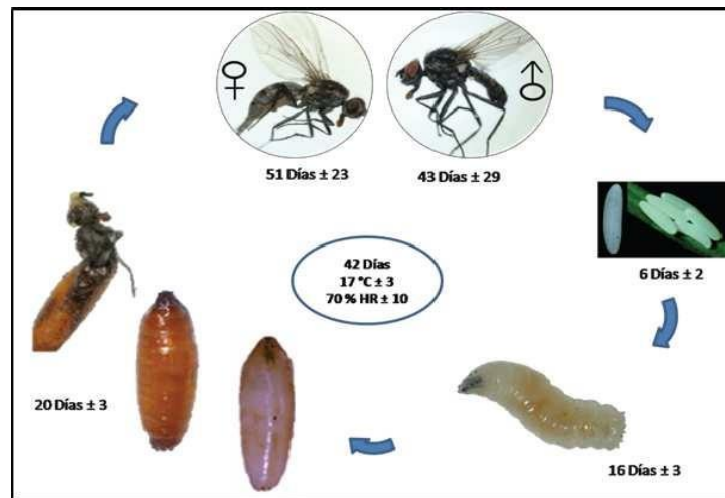 51 Días ± 23
43 Días ± 29
6 Días ± 2
42 Días
17 °C ± 3
70 % HR ± 10
20 Días ± 3
16 Días ± 3